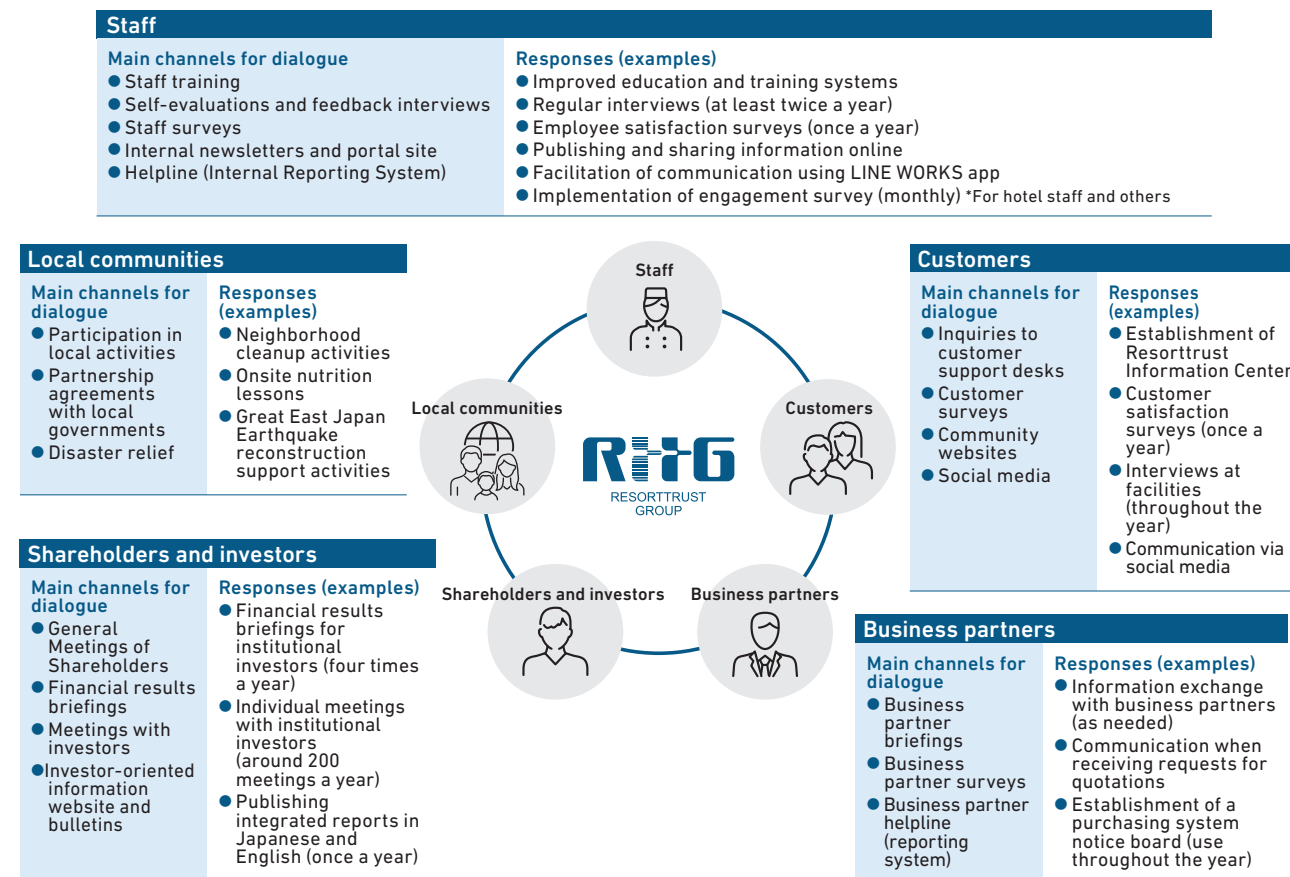 Staff
Main channels for dialogue
● Staff training
● Self-evaluations and feedback interviews
● Staff surveys
● Internal newsletters and portal site
● Helpline (Internal Reporting System)
Responses (examples)
● Improved education and training systems
● Regular interviews (at least twice a year)
● Employee satisfaction surveys (once a year)
● Publishing and sharing information online
● Facilitation of communication using LINE WORKS app
● Implementation of engagement survey (monthly) *For hotel staff and others
Local communities
Main channels for
dialogue
● Participation in
local activities
● Partnership
agreements
with local
governments
● Disaster relief
Responses
(examples)
● Neighborhood
cleanup activities
● Onsite nutrition
lessons
● Great East Japan
Earthquake
reconstruction
support activities
Staff
Local communities
Customers
RTTG
RESORTTRUST
GROUP
Shareholders and investors
Business partners
Customers
Main channels for
dialogue
● Inquiries to
customer
support desks
● Customer
surveys
● Community
websites
● Social media
Responses
(examples)
● Establishment of
Resorttrust
Information Center
● Customer
satisfaction
surveys (once a
year)
● Interviews at
facilities
(throughout the
year)
● Communication via
social media
Shareholders and investors
Main channels for
dialogue
● General
Meetings of
Shareholders
● Financial results
briefings
● Meetings with
investors
●Investor-oriented
information
website and
bulletins
Responses (examples)
● Financial results
briefings for
institutional
investors (four times
a year)
● Individual meetings
with institutional
investors
(around 200
meetings a year)
● Publishing
integrated reports in
Japanese and
English (once a year)
Business partners
Main channels for
dialogue
● Business
partner
briefings
● Business
partner surveys
● Business partner
helpline
(reporting
system)
Responses (examples)
● Information exchange
with business partners
(as needed)
● Communication when
receiving requests for
quotations
● Establishment of a
purchasing system
notice board (use
throughout the year)